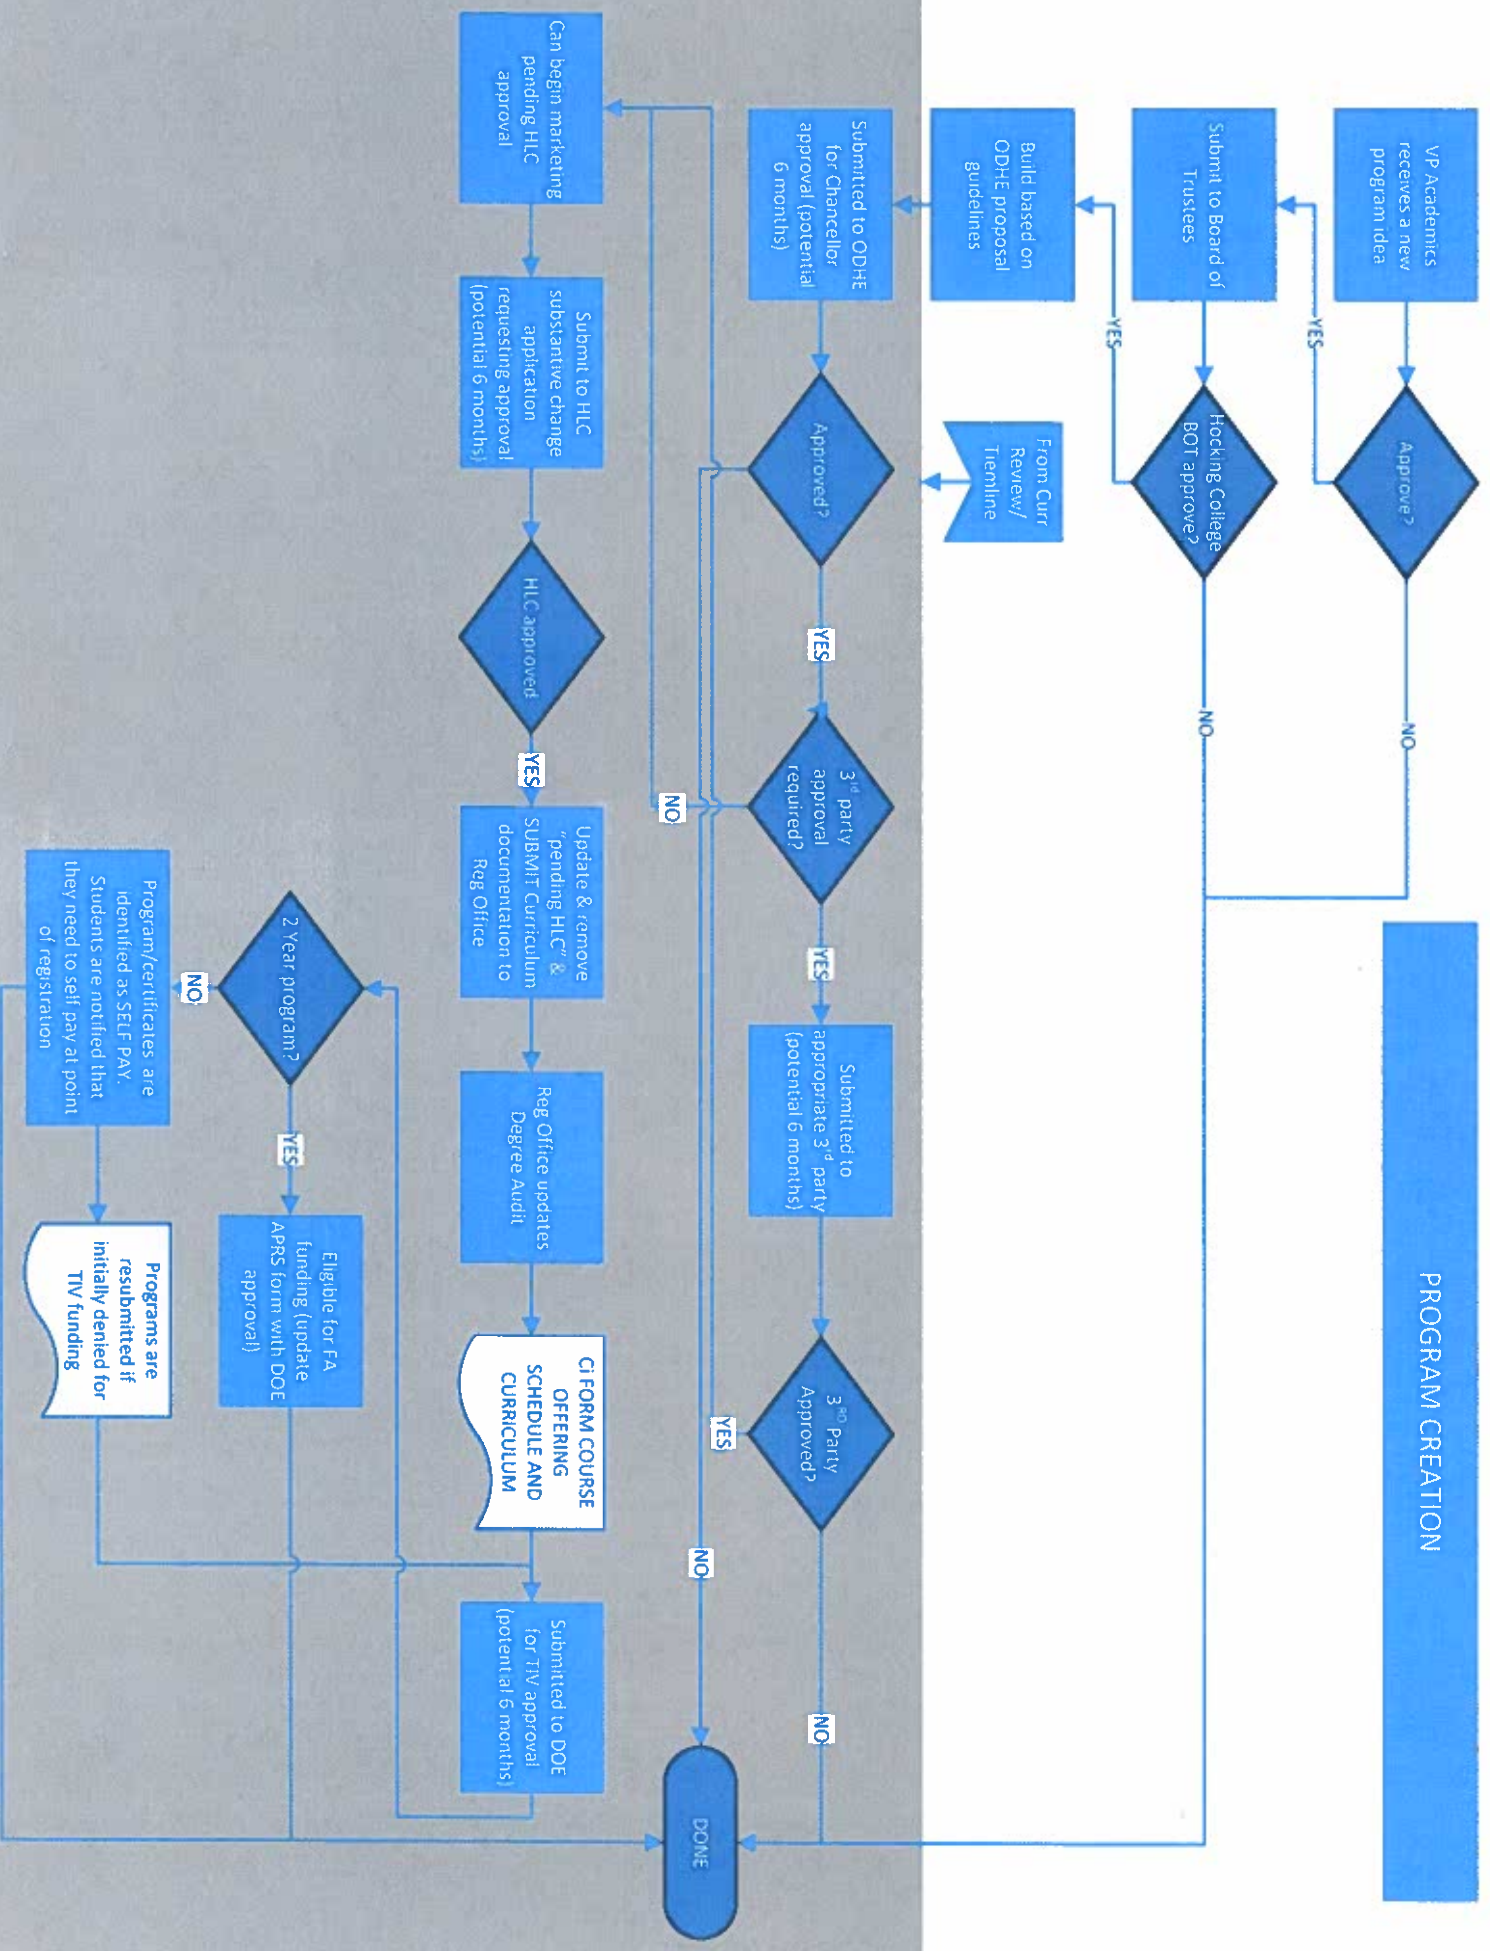 PROGRAM CREATION
VP Academics
receives a new
program idea
Approve?
NO
YES
Submit to Board of
Trustees
Hocking College
BOT approve?
NO
YES
Build based on
ODHE proposal
guidelines
From Curr
Review/
Tiemline
Submitted to ODHE
for Chancellor
approval (potential
6 months)
Approved?
YES
3rd party
approval
required?
YES
Submitted to
appropriate 3rd party
(potential 6 months)
3RD Party
Approved?
NO
YES
NO
NO
DONE
Can begin marketing
pending HLC
approval
Submit to HLC
substantive change
application
requesting approval
(potential 6 months)
HLC approved
YES
Update & remove
"pending HLC" &
SUBMIT Curriculum
documentation to
Reg Office
Reg Office updates
Degree Audit
Ci FORM COURSE
OFFERING
SCHEDULE AND
CURRICULUM
Submitted to DOE
for TIV approval
(potential 6 months)
2 Year program?
YES
Eligible for FA
funding (update
APRS form with DOE
approval)
NO
Program/certificates are
identified as SELF PAY.
Students are notified that
they need to self pay at point
of registration
Programs are
resubmitted if
initially denied for
TIV funding